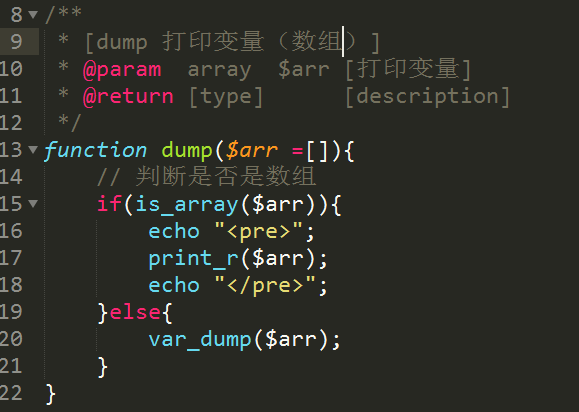 8 /**
9  * [dump 打印变量（数组）]
10  * @param  array  $arr [打印变量]
11  * @return [type]      [description]
12  */
13 function dump($arr =[]){
14     // 判断是否是数组
15     if(is_array($arr)){
16         echo "<pre>";
17         print_r($arr);
18         echo "</pre>";
19     }else{
20         var_dump($arr);
21     }
22 }